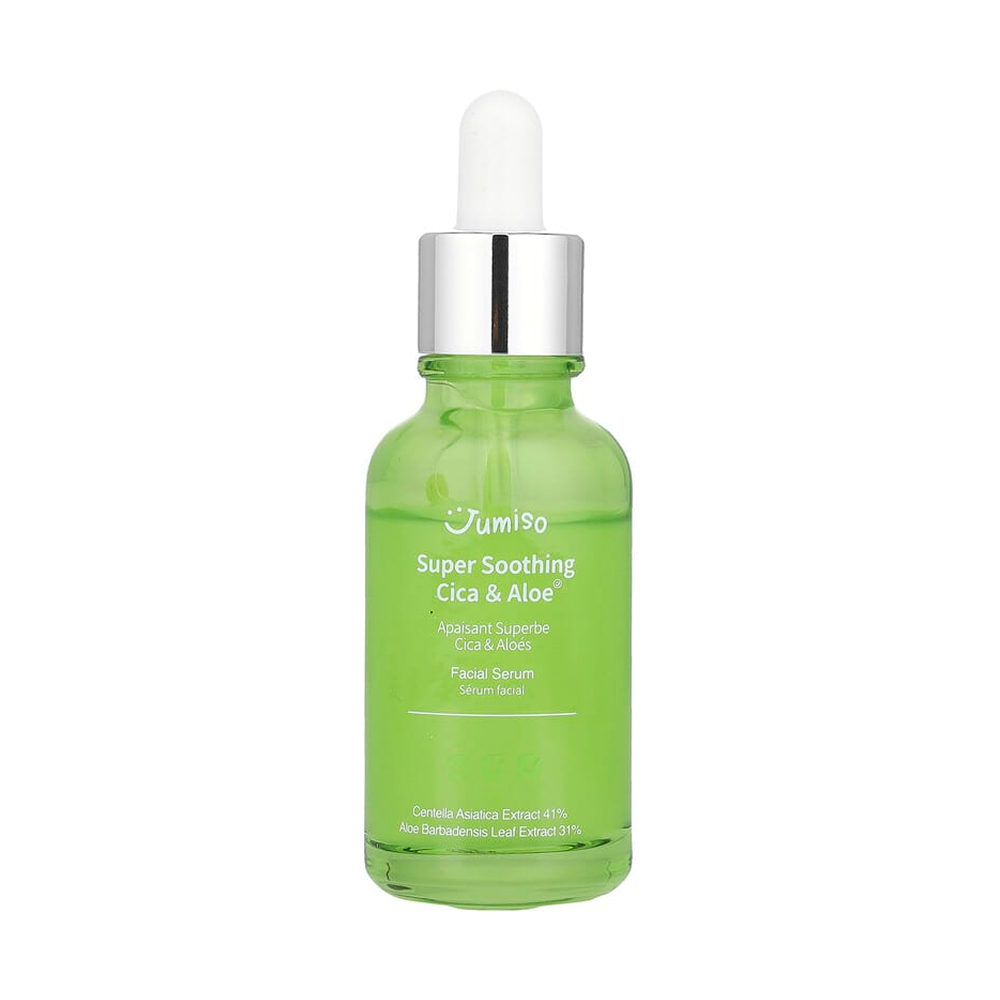 Jumiso
Super Soothing
Cica & Aloe
Apaisant Superbe
Cica & Aloés
Facial Serum
Sérum facial
Centella Asiatica Extract 41%
Aloe Barbadensis Leaf Extract 31%